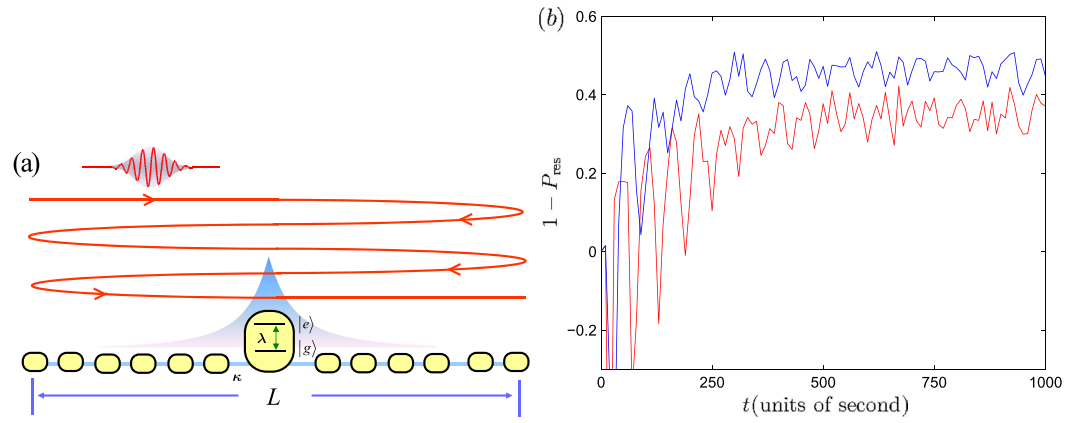 (a)
|e⟩
λ
|g⟩
κ
L
(b)
0.6
0.4
0.2
0
−0.2
1 − P_res
0 250 500 750 1000
t(units of second)